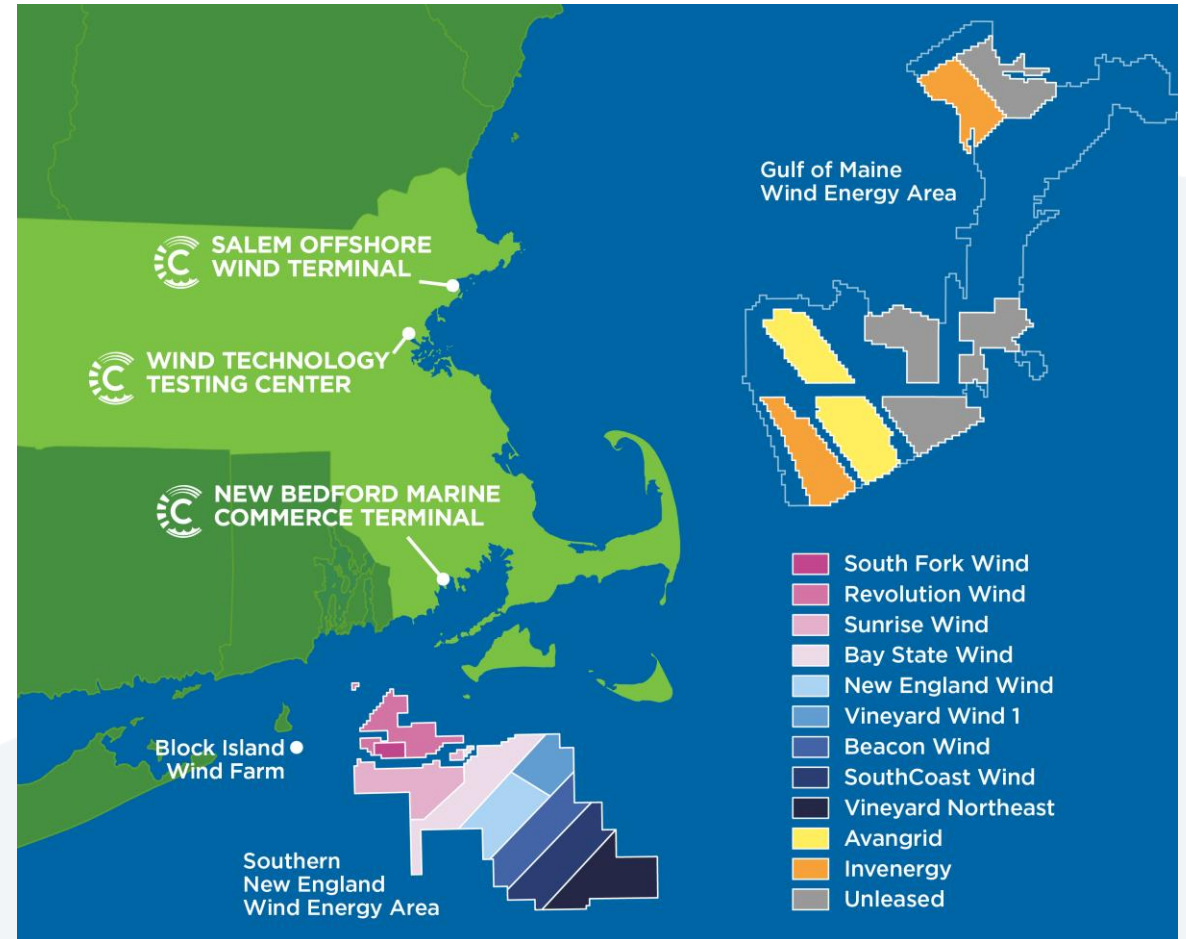 Gulf of Maine
Wind Energy Area
C SALEM OFFSHORE
WIND TERMINAL
C WIND TECHNOLOGY
TESTING CENTER
C NEW BEDFORD MARINE
COMMERCE TERMINAL
Block Island
Wind Farm
Southern
New England
Wind Energy Area
South Fork Wind
Revolution Wind
Sunrise Wind
Bay State Wind
New England Wind
Vineyard Wind 1
Beacon Wind
SouthCoast Wind
Vineyard Northeast
Avangrid
Invenergy
Unleased